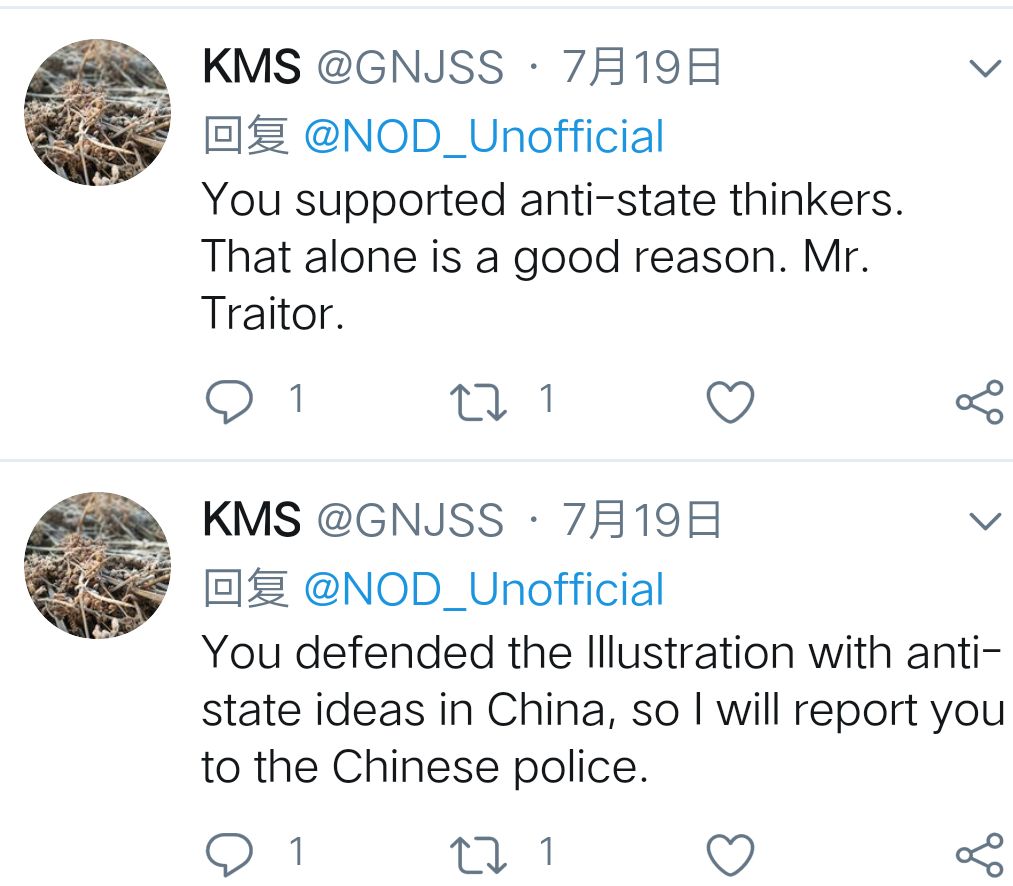 KMS @GNJSS · 7月19日
回复 @NOD_Unofficial
You supported anti-state thinkers.
That alone is a good reason. Mr.
Traitor.
1 1
KMS @GNJSS · 7月19日
回复 @NOD_Unofficial
You defended the Illustration with anti-
state ideas in China, so I will report you
to the Chinese police.
1 1